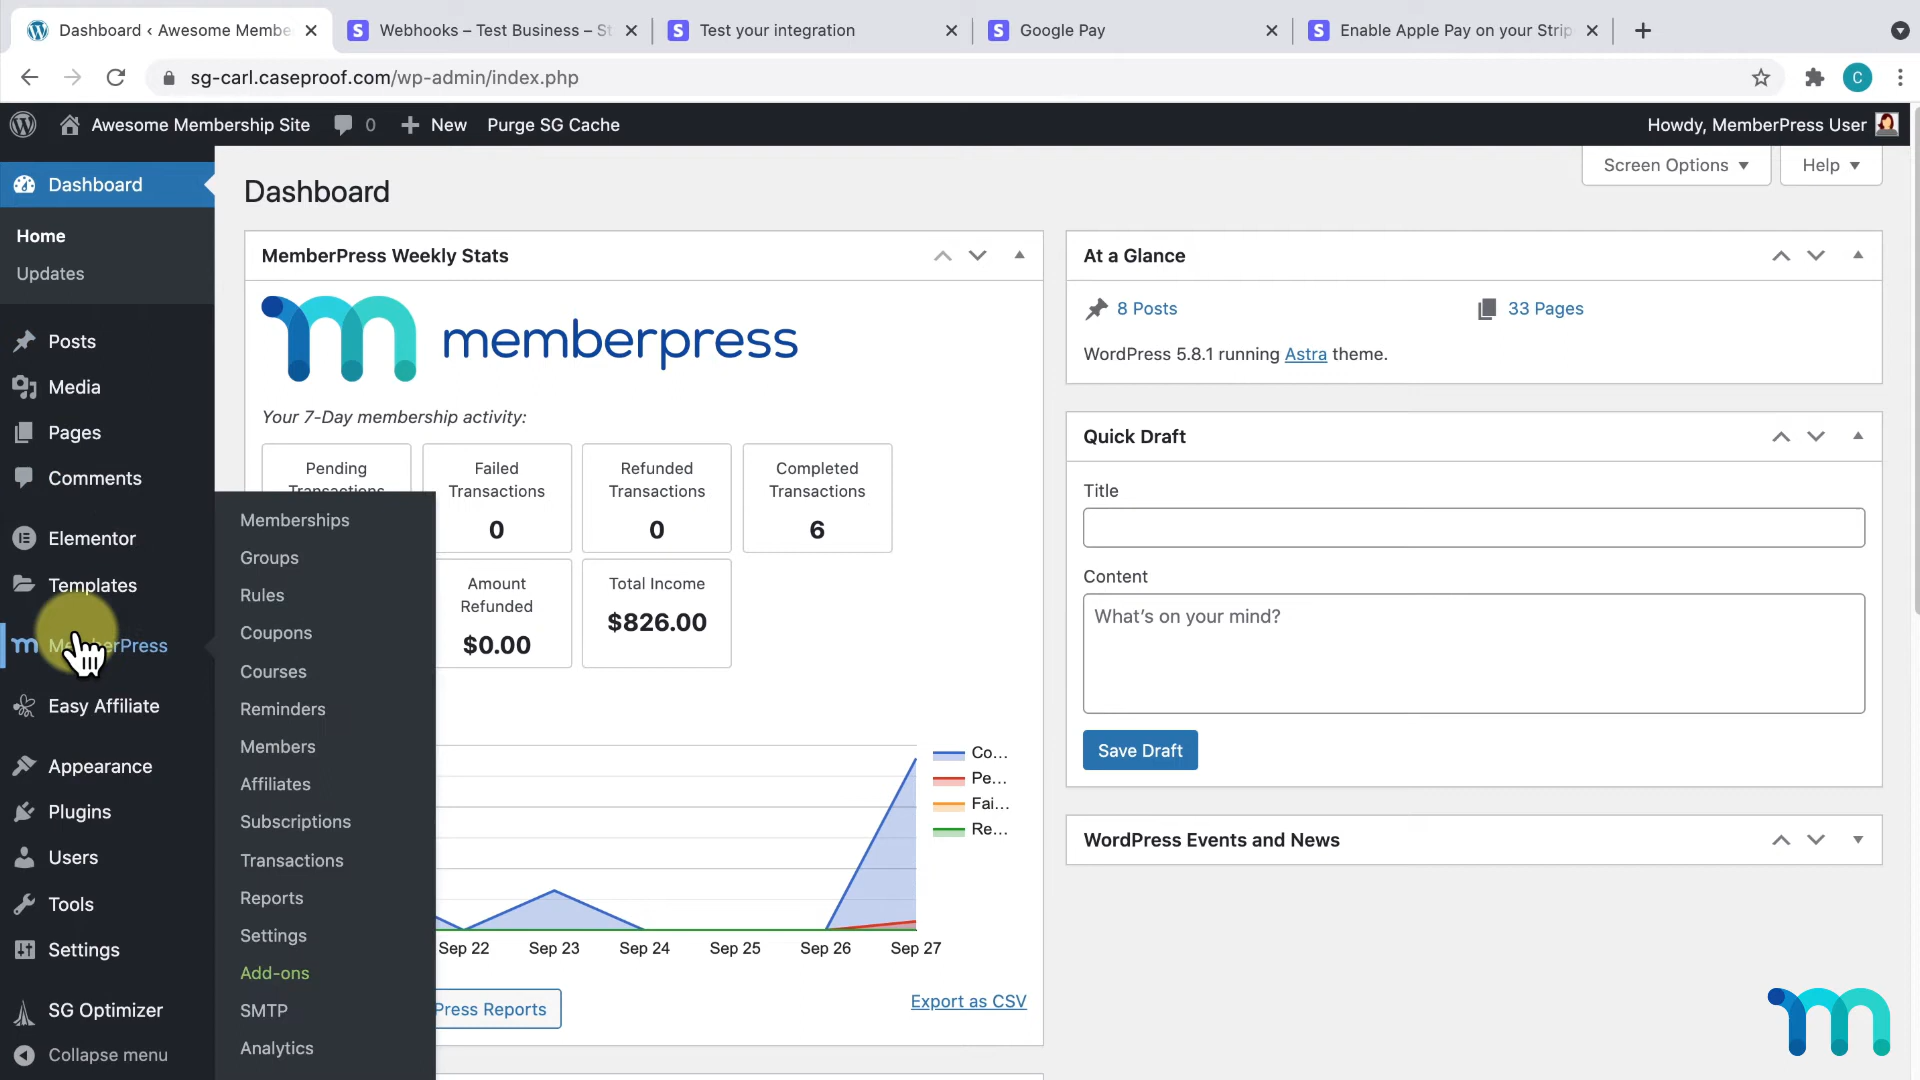 Dashboard ‹ Awesome Membe
Webhooks – Test Business – St
Test your integration
Google Pay
Enable Apple Pay on your Strip
sg-carl.caseproof.com/wp-admin/index.php
C
Awesome Membership Site
0
New
Purge SG Cache
Howdy, MemberPress User
Dashboard
Home
Updates
Posts
Media
Pages
Comments
Elementor
Templates
MemberPress
Easy Affiliate
Appearance
Plugins
Users
Tools
Settings
SG Optimizer
Collapse menu
Memberships
Groups
Rules
Coupons
Courses
Reminders
Members
Affiliates
Subscriptions
Transactions
Reports
Settings
Add-ons
SMTP
Analytics
Screen Options
Help
Dashboard
MemberPress Weekly Stats
memberpress
Your 7-Day membership activity:
Pending
Transactions
Failed
Transactions
0
Refunded
Transactions
0
Completed
Transactions
6
Amount
Refunded
$0.00
Total Income
$826.00
Co...
Pe...
Fai...
Re...
Sep 22
Sep 23
Sep 24
Sep 25
Sep 26
Sep 27
Press Reports
Export as CSV
At a Glance
8 Posts
33 Pages
WordPress 5.8.1 running Astra theme.
Quick Draft
Title
Content
What's on your mind?
Save Draft
WordPress Events and News